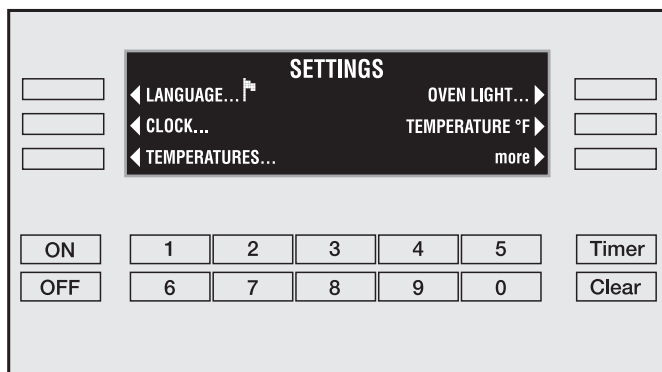 SETTINGS
LANGUAGE... OVEN LIGHT...
CLOCK... TEMPERATURE °F
TEMPERATURES... more
ON 1 2 3 4 5 Timer
OFF 6 7 8 9 0 Clear